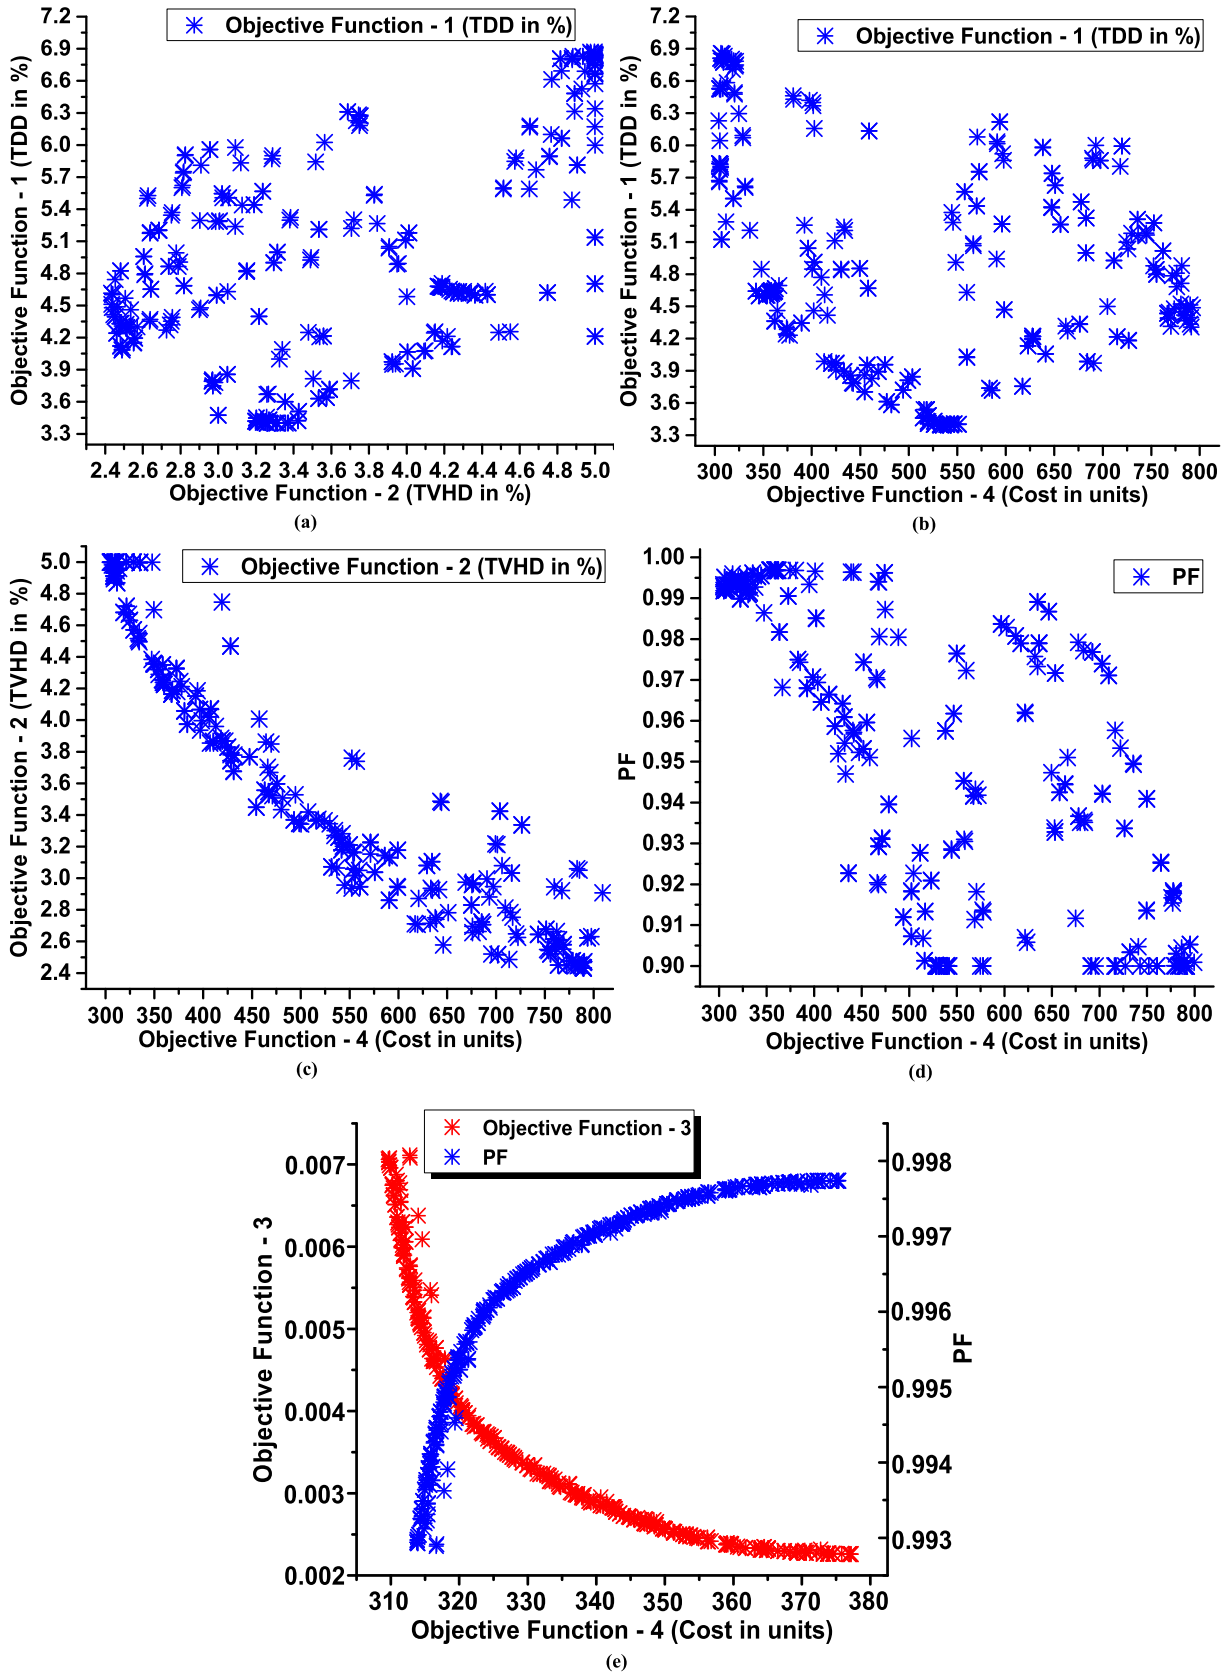 Objective Function - 1 (TDD in %)
7.2
6.9
6.6
6.3
6.0
5.7
5.4
5.1
4.8
4.5
4.2
3.9
3.6
3.3
Objective Function - 1 (TDD in %)
2.4 2.6 2.8 3.0 3.2 3.4 3.6 3.8 4.0 4.2 4.4 4.6 4.8 5.0
Objective Function - 2 (TVHD in %)
(a)
Objective Function - 1 (TDD in %)
7.2
6.9
6.6
6.3
6.0
5.7
5.4
5.1
4.8
4.5
4.2
3.9
3.6
3.3
Objective Function - 1 (TDD in %)
300 350 400 450 500 550 600 650 700 750 800
Objective Function - 4 (Cost in units)
(b)
Objective Function - 2 (TVHD in %)
5.0
4.8
4.6
4.4
4.2
4.0
3.8
3.6
3.4
3.2
3.0
2.8
2.6
2.4
Objective Function - 2 (TVHD in %)
300 350 400 450 500 550 600 650 700 750 800
Objective Function - 4 (Cost in units)
(c)
PF
1.00
0.99
0.98
0.97
0.96
0.95
0.94
0.93
0.92
0.91
0.90
PF
300 350 400 450 500 550 600 650 700 750 800
Objective Function - 4 (Cost in units)
(d)
Objective Function - 3
PF
0.007
0.006
0.005
0.004
0.003
0.002
Objective Function - 3
0.998
0.997
0.996
0.995
0.994
0.993
PF
310 320 330 340 350 360 370 380
Objective Function - 4 (Cost in units)
(e)